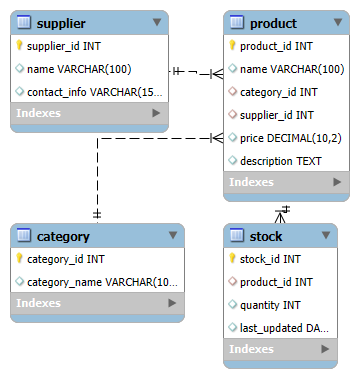 supplier
supplier_id INT
name VARCHAR(100)
contact_info VARCHAR(15...
Indexes
product
product_id INT
name VARCHAR(100)
category_id INT
supplier_id INT
price DECIMAL(10,2)
description TEXT
Indexes
category
category_id INT
category_name VARCHAR(10...
Indexes
stock
stock_id INT
product_id INT
quantity INT
last_updated DA...
Indexes